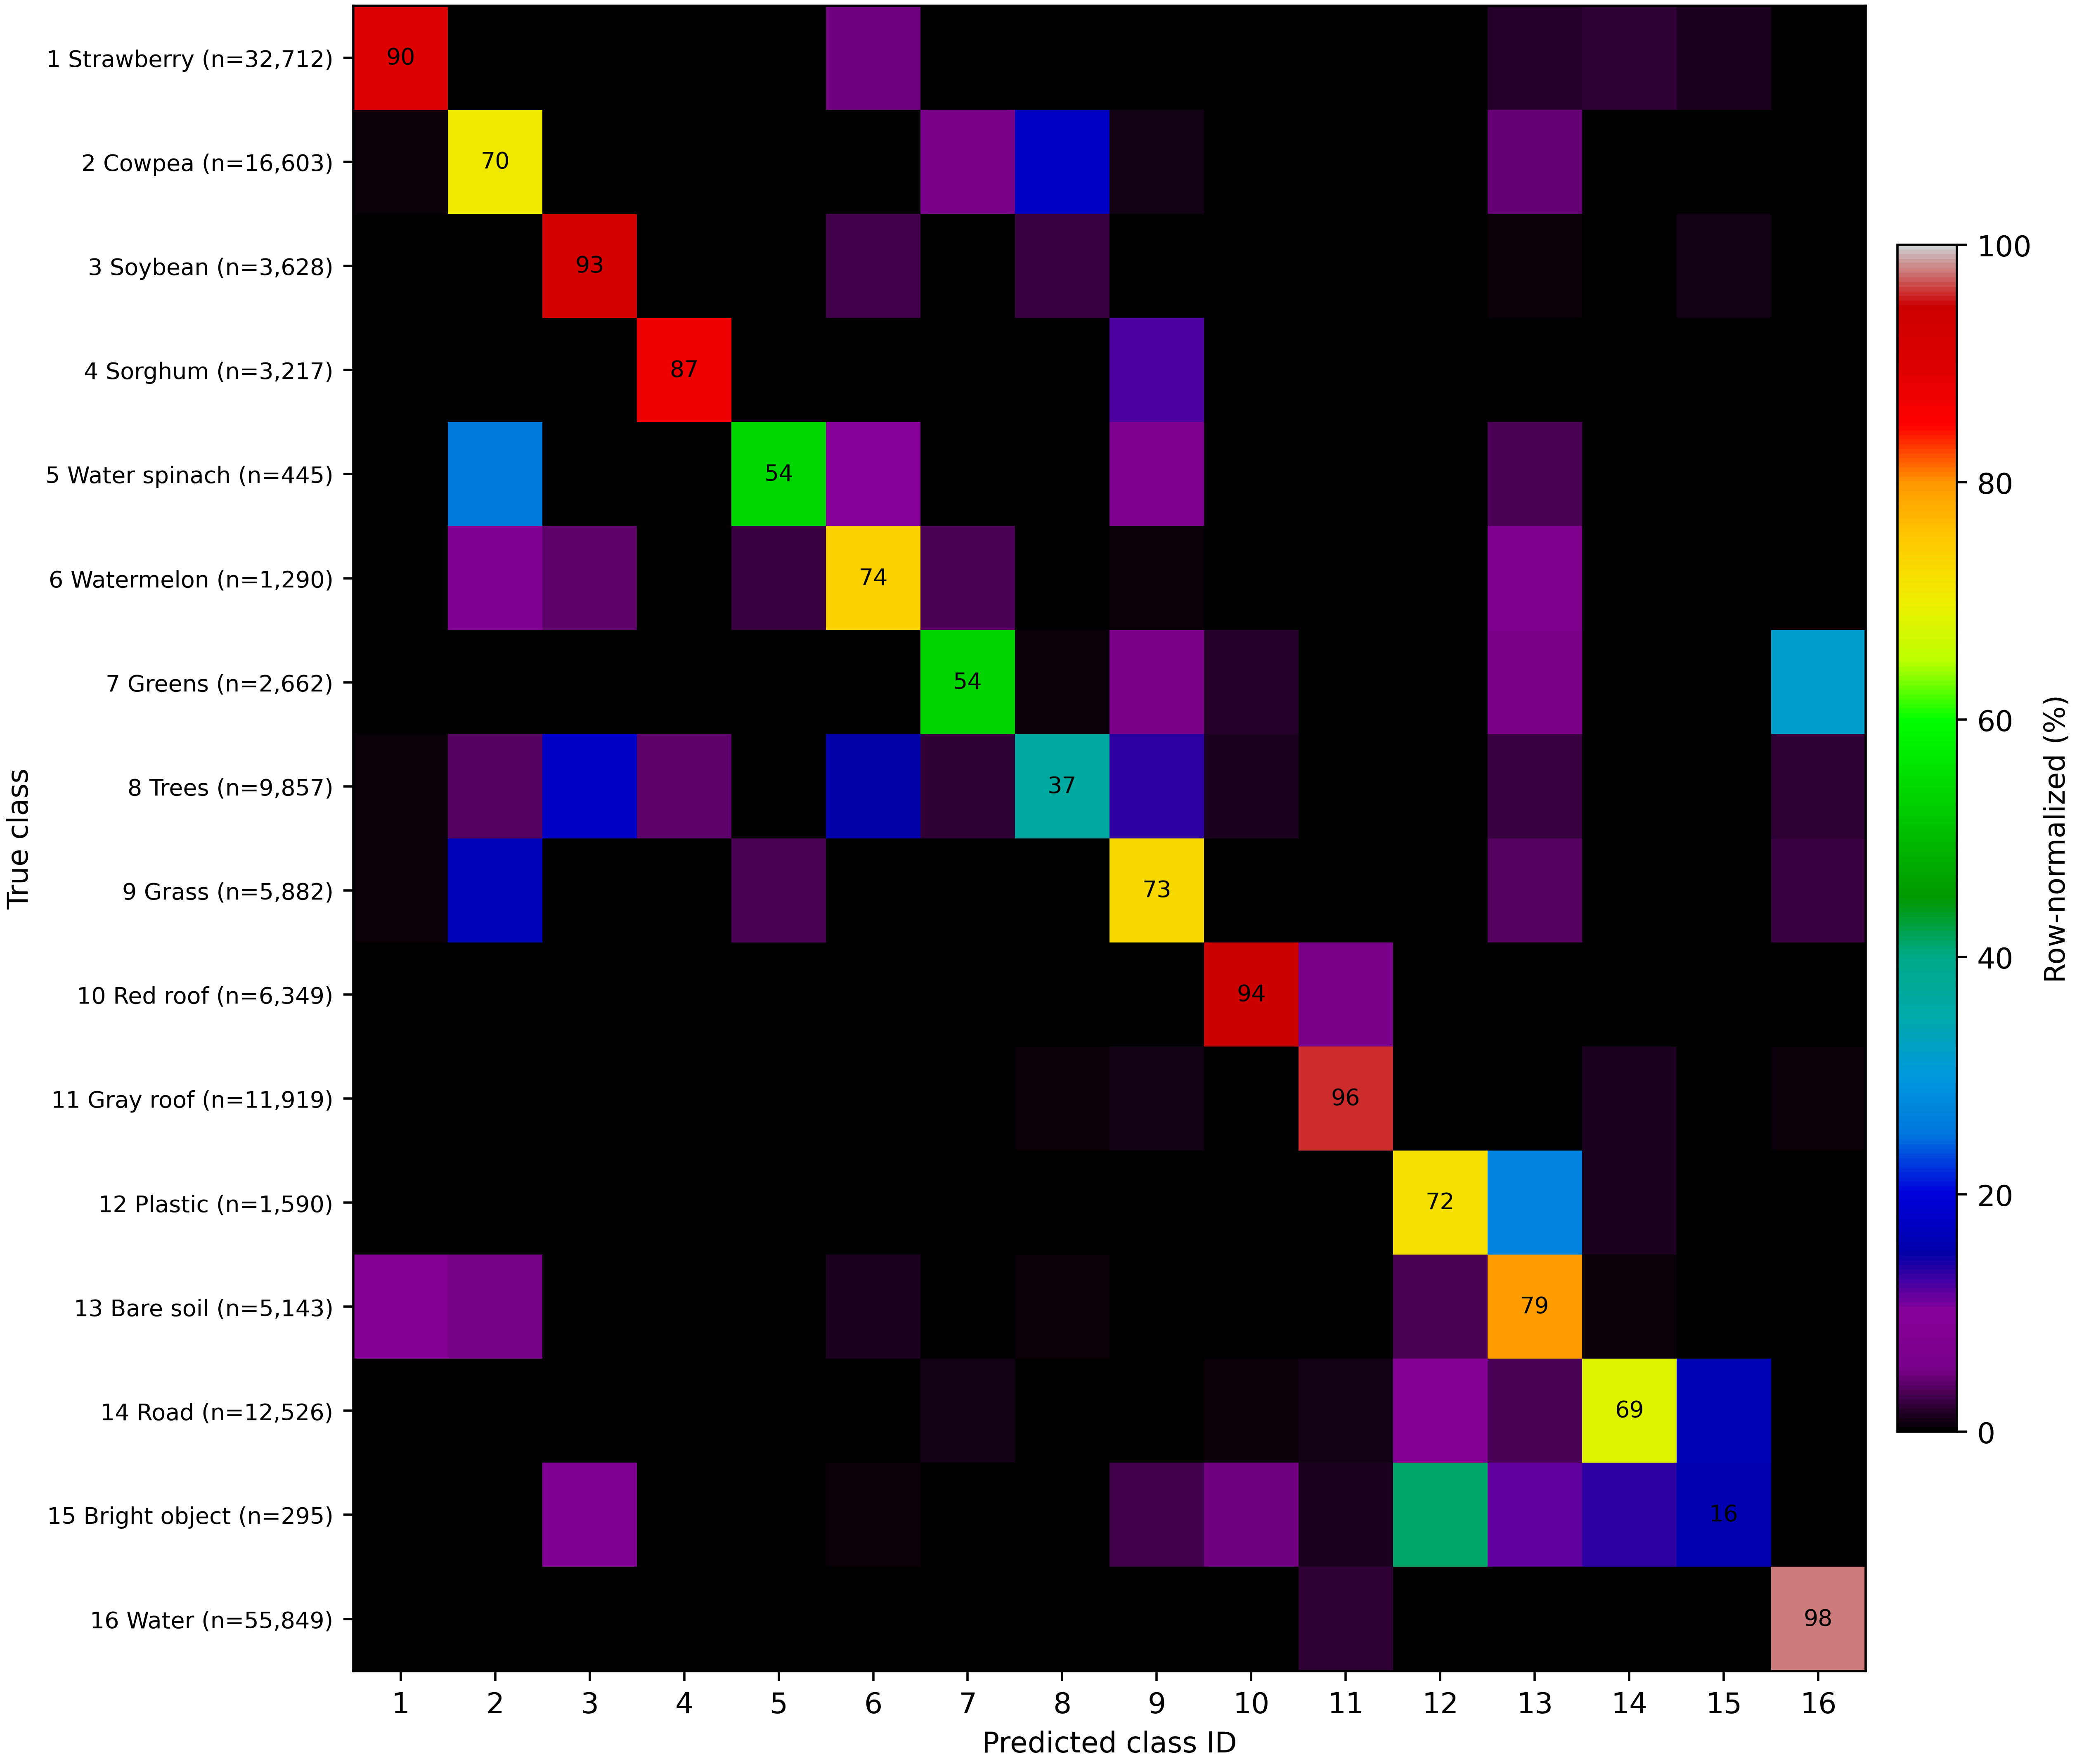 1 Strawberry (n=32,712)
90
2 Cowpea (n=16,603)
70
3 Soybean (n=3,628)
93
4 Sorghum (n=3,217)
87
5 Water spinach (n=445)
54
6 Watermelon (n=1,290)
74
7 Greens (n=2,662)
54
8 Trees (n=9,857)
37
9 Grass (n=5,882)
73
10 Red roof (n=6,349)
94
11 Gray roof (n=11,919)
96
12 Plastic (n=1,590)
72
13 Bare soil (n=5,143)
79
14 Road (n=12,526)
69
15 Bright object (n=295)
16
16 Water (n=55,849)
98
True class
1 2 3 4 5 6 7 8 9 10 11 12 13 14 15 16
Predicted class ID
100
80
60
40
20
0
Row-normalized (%)